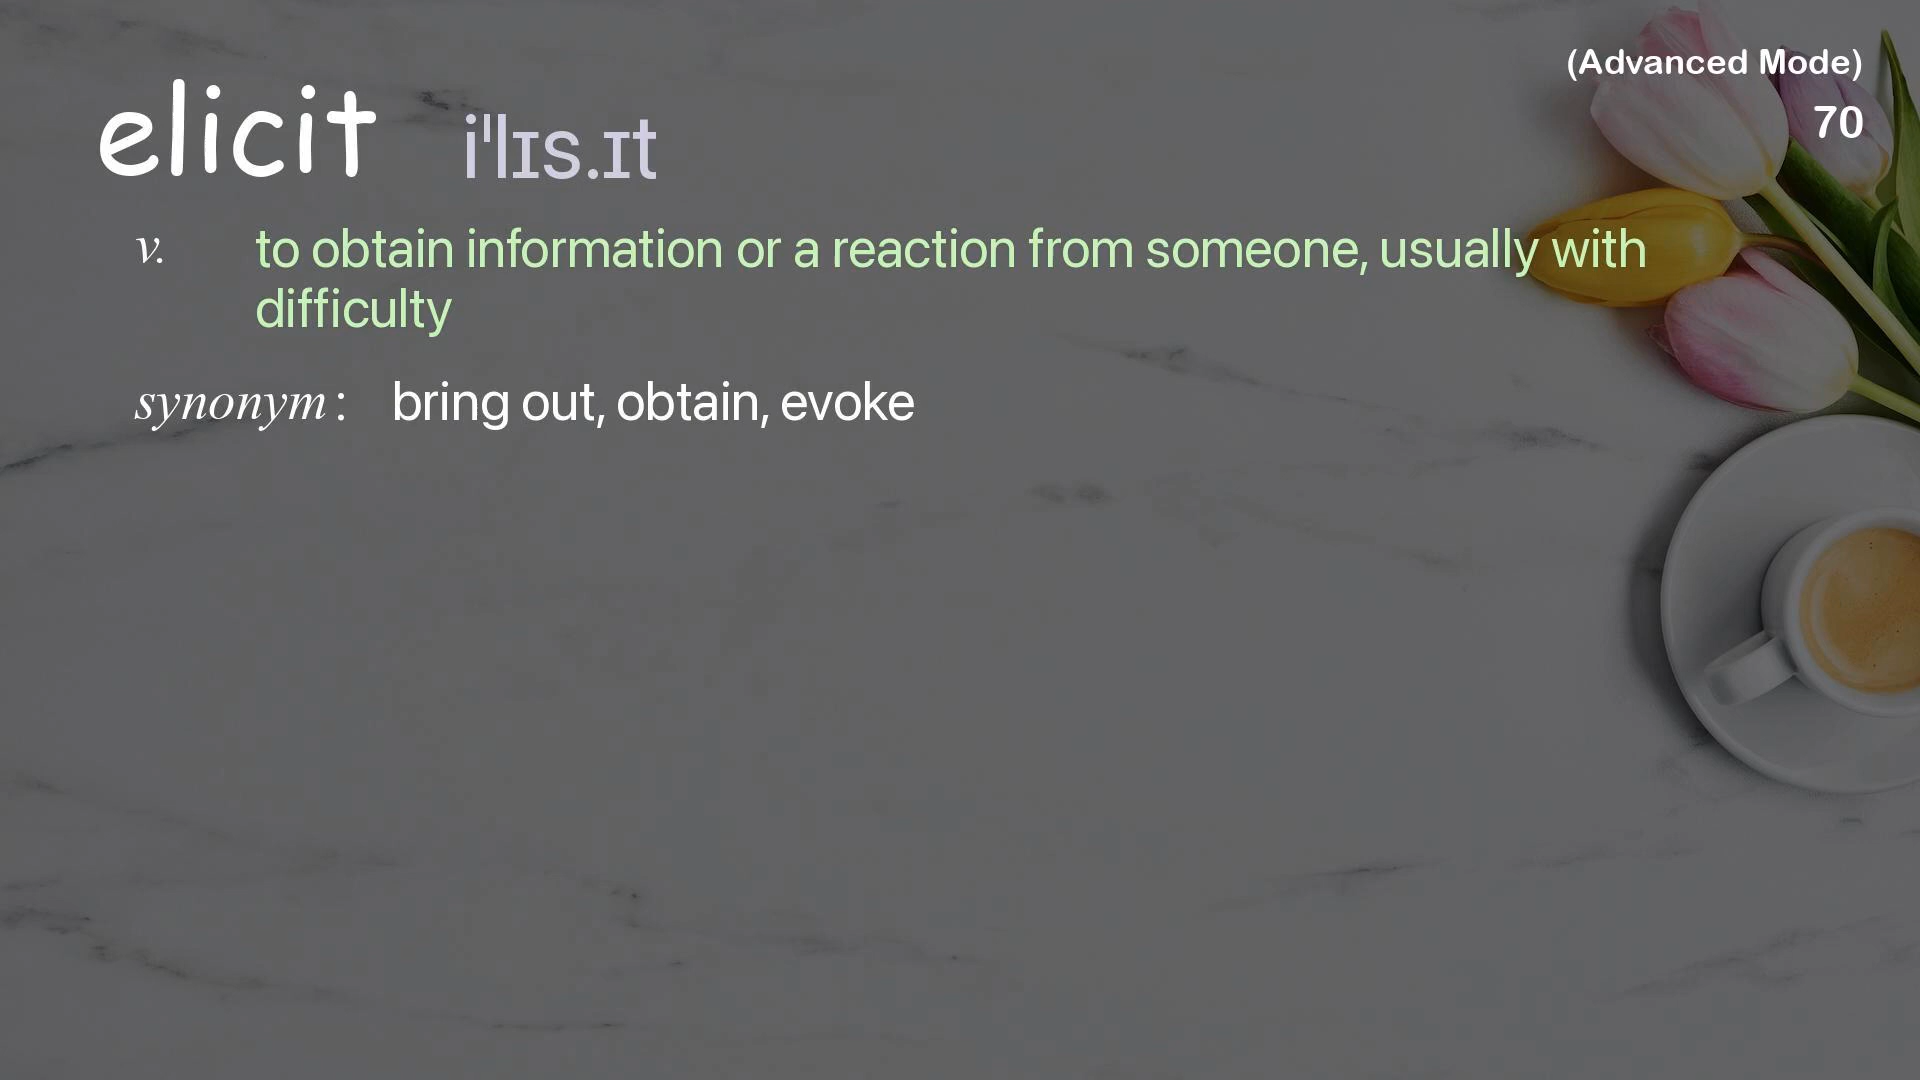 (Advanced Mode)
elicit iˈlɪs.ɪt
70
v. to obtain information or a reaction from someone, usually with
difficulty
synonym : bring out, obtain, evoke